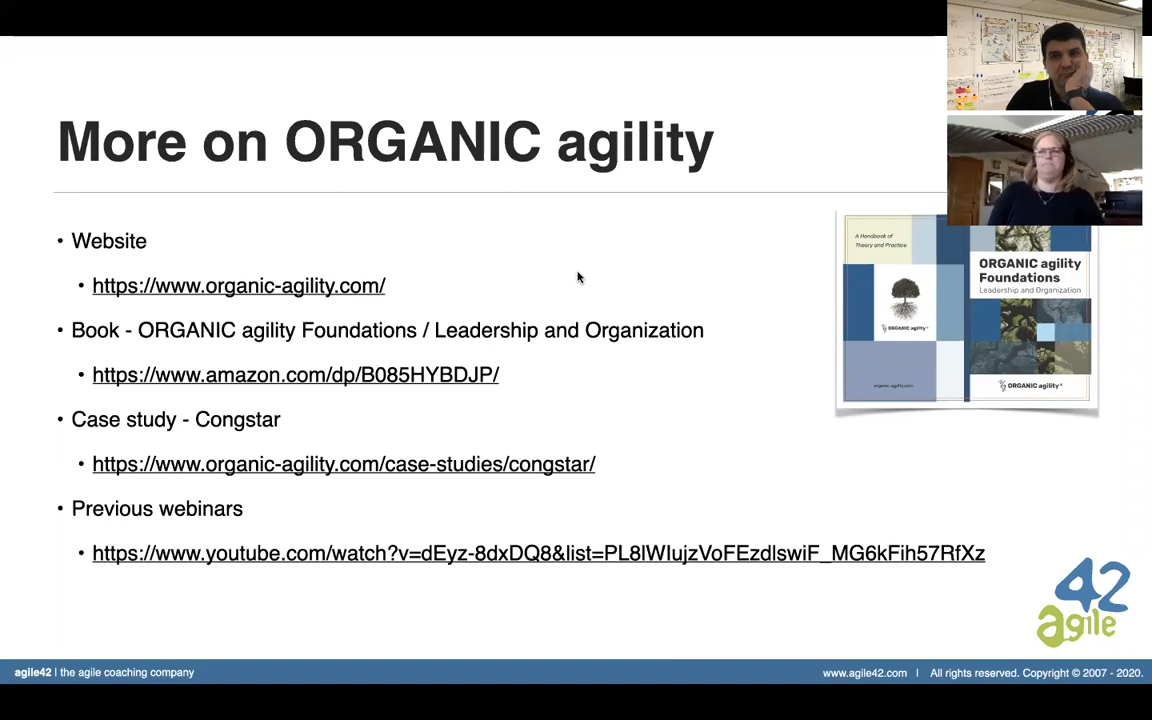 More on ORGANIC agility
• Website
• https://www.organic-agility.com/
• Book - ORGANIC agility Foundations / Leadership and Organization
• https://www.amazon.com/dp/B085HYBDJP/
• Case study - Congstar
• https://www.organic-agility.com/case-studies/congstar/
• Previous webinars
• https://www.youtube.com/watch?v=dEyz-8dxDQ8&list=PL8lWIujzVoFEzdlswiF_MG6kFih57RfXz
A Handbook of
Theory and Practice
ORGANIC agility
organic-agility.com
ORGANIC agility
Foundations
Leadership and Organization
ORGANIC agility
42
agile
agile42 | the agile coaching company
www.agile42.com | All rights reserved. Copyright © 2007 - 2020.